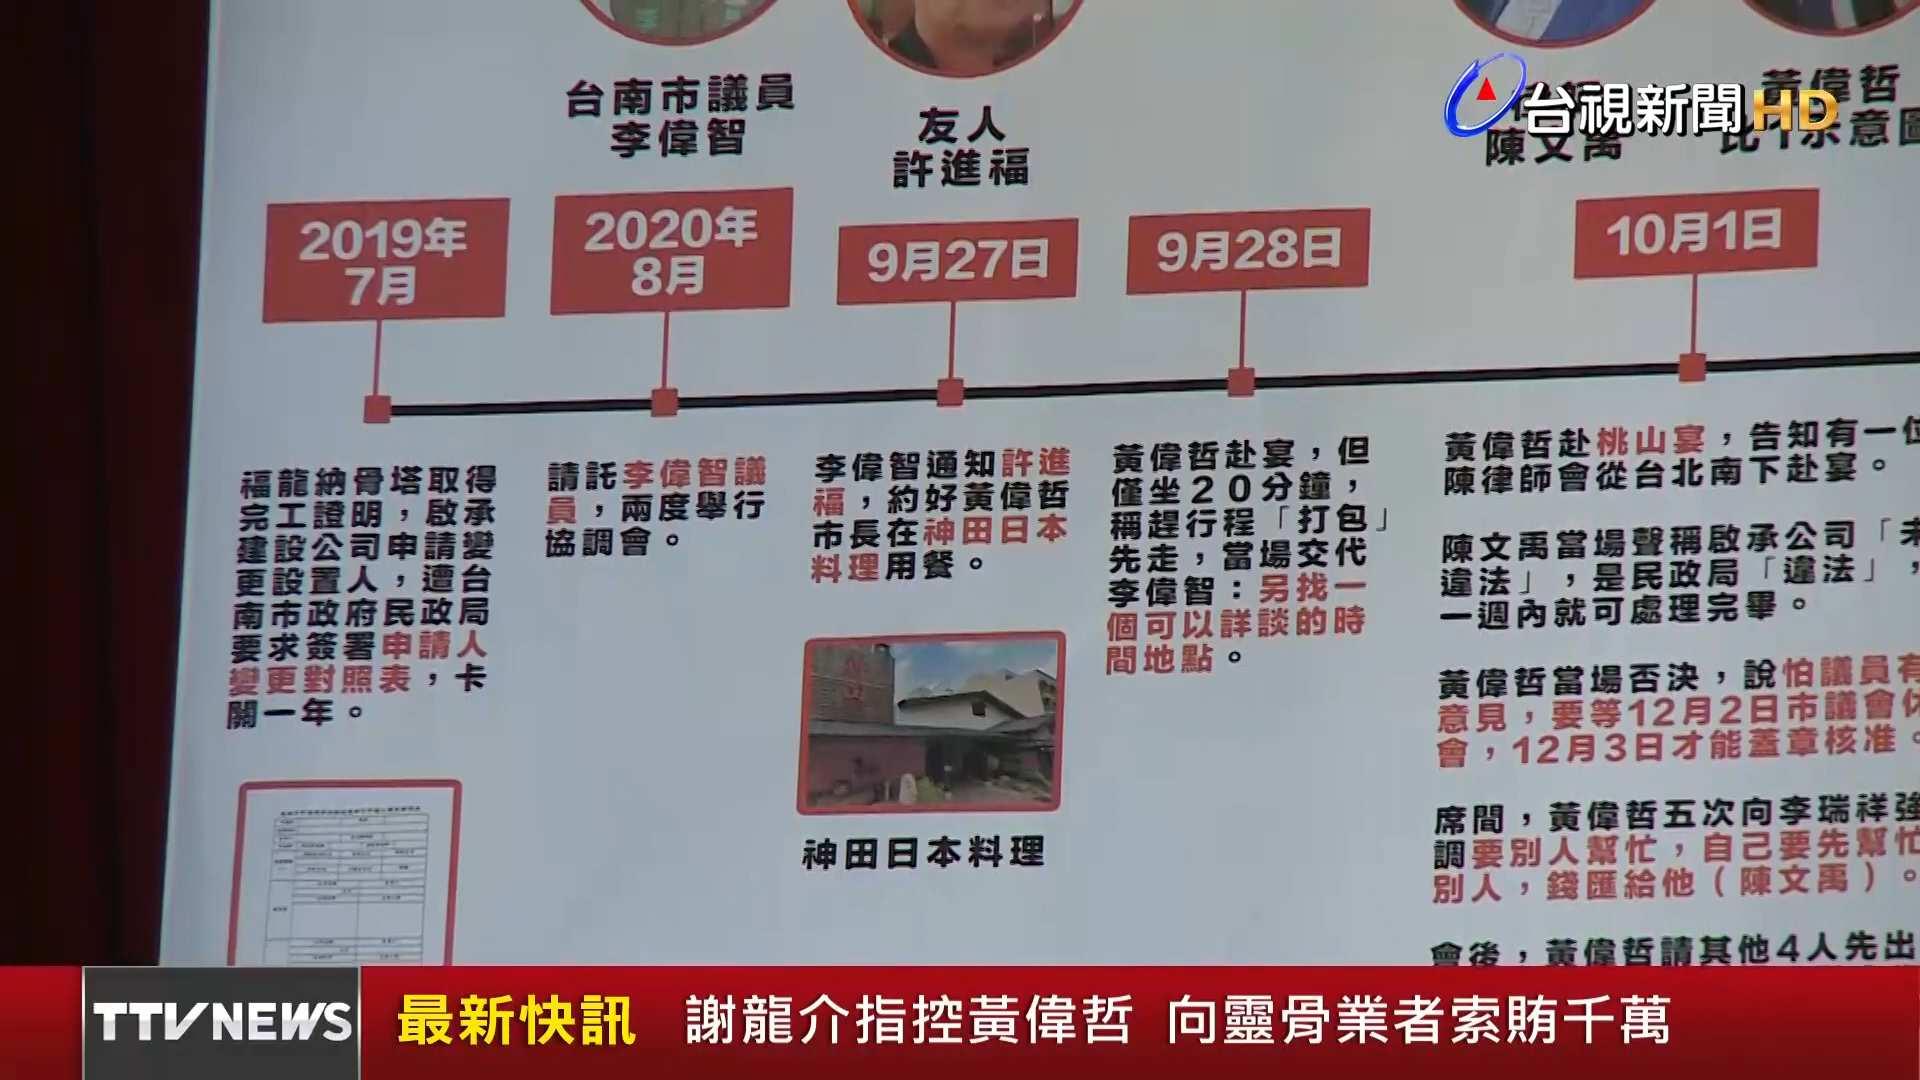 台南市議員
李偉智
友人
許進福
陳文禹
黃偉哲
台視新聞HD
2019年
7月
2020年
8月
9月27日
9月28日
10月1日
福龍納骨塔取得
完工證明，啟承
建設公司申請變
更設置人，遭台
南市政府民政局
要求簽署申請人
變更對照表，卡
關一年。
請託李偉智議
員，兩度舉行
協調會。
李偉智通知許進
福，約好黃偉哲
市長在神田日本
料理用餐。
神田日本料理
黃偉哲赴宴，但
僅坐20分鐘，
稱趕行程「打包」
先走，當場交代
李偉智：另找一
個可以詳談的時
間地點。
黃偉哲赴桃山宴，告知有一位
陳律師會從台北南下赴宴。
陳文禹當場聲稱啟承公司「未
違法」，是民政局「違法」，
一週內就可處理完畢。
黃偉哲當場否決，說怕議員有
意見，要等12月2日市議會休
會，12月3日才能蓋章核准。
席間，黃偉哲五次向李瑞祥強
調要別人幫忙，自己要先幫忙
別人，錢匯給他（陳文禹）。
會後，黃偉哲請其他4人先出
TTV NEWS
最新快訊 謝龍介指控黃偉哲 向靈骨業者索賄千萬